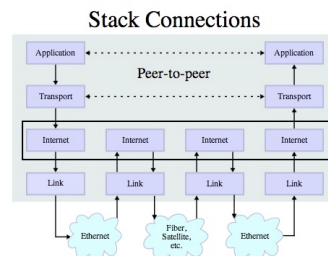 Stack Connections
Application
Application
Peer-to-peer
Transport
Transport
Internet
Internet
Internet
Internet
Link
Link
Link
Link
Ethernet
Fiber,
Satellite,
etc.
Ethernet